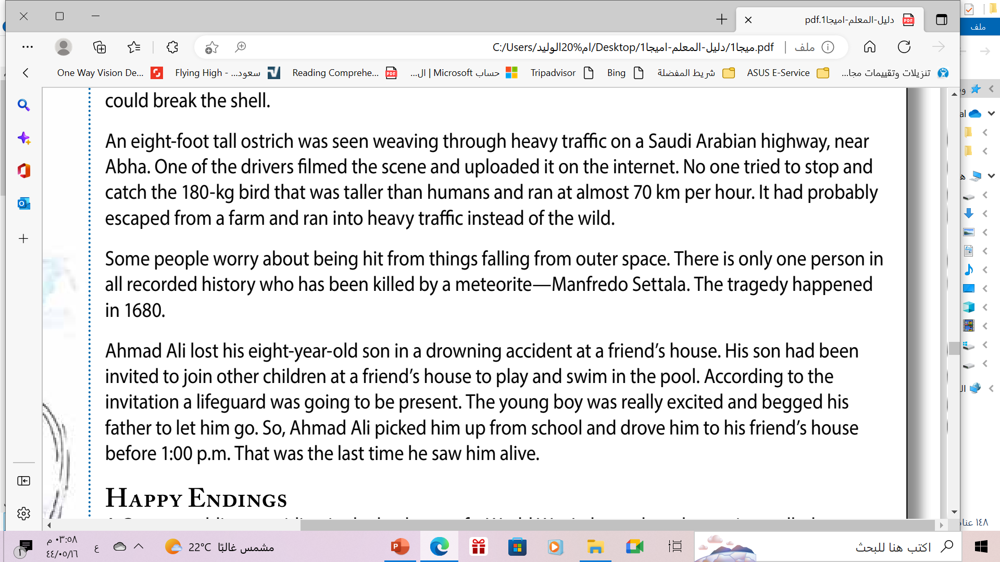 دليل-المعلم-اميجا1.pdf
ملف
C:/Users/ام%20الوليد/Desktop/ميجا1/دليل-المعلم-اميجا1.pdf
ملف
One Way Vision De...
Flying High - سعود...
Reading Comprehe...
حساب Microsoft | ال...
Tripadvisor
Bing
شريط المفضلة
ASUS E-Service
تنزيلات وتقييمات مجا...
could break the shell.
An eight-foot tall ostrich was seen weaving through heavy traffic on a Saudi Arabian highway, near
Abha. One of the drivers filmed the scene and uploaded it on the internet. No one tried to stop and
catch the 180-kg bird that was taller than humans and ran at almost 70 km per hour. It had probably
escaped from a farm and ran into heavy traffic instead of the wild.
Some people worry about being hit from things falling from outer space. There is only one person in
all recorded history who has been killed by a meteorite—Manfredo Settala. The tragedy happened
in 1680.
Ahmad Ali lost his eight-year-old son in a drowning accident at a friend's house. His son had been
invited to join other children at a friend's house to play and swim in the pool. According to the
invitation a lifeguard was going to be present. The young boy was really excited and begged his
father to let him go. So, Ahmad Ali picked him up from school and drove him to his friend's house
before 1:00 p.m. That was the last time he saw him alive.
HAPPY ENDINGS
١٤٨ عنا
٠٣:٥٨ م
٤٤/٠٥/١٦
ع
22°C مشمس غالبًا
اكتب هنا للبحث